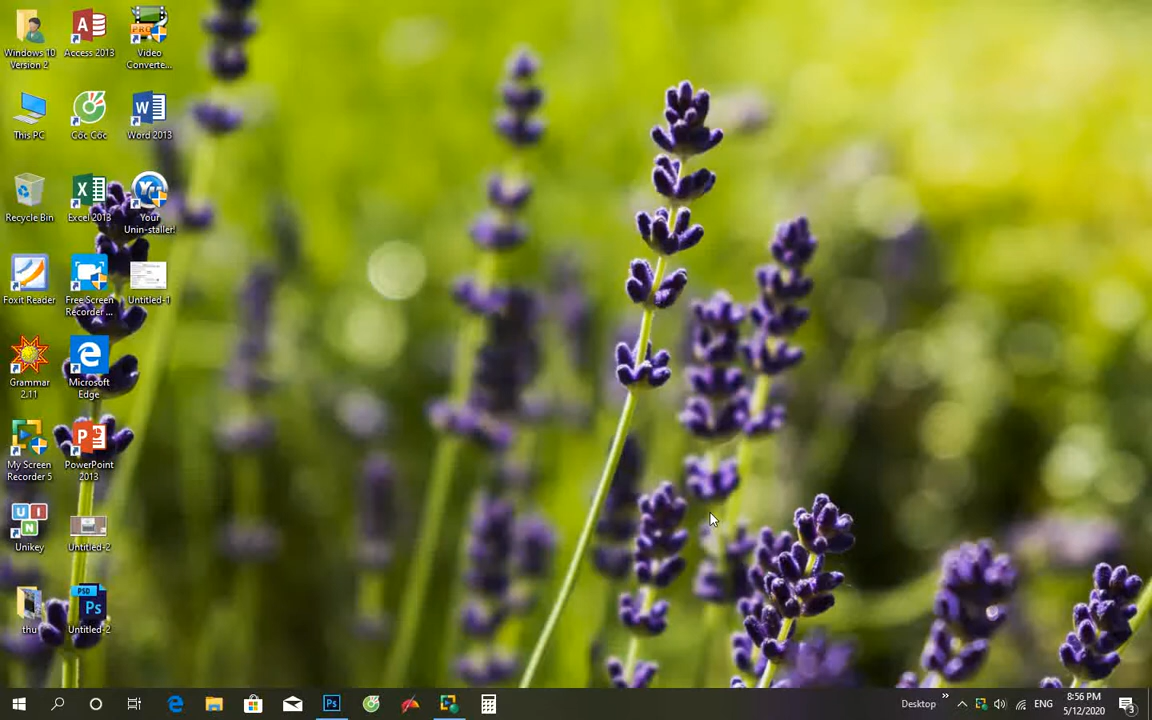 Windows 10
Version 2
Access 2013
Video
Converte...
This PC
Cốc Cốc
Word 2013
Recycle Bin
Excel 2013
Your
Unin-staller!
Foxit Reader
Free Screen
Recorder ...
Untitled-1
Grammar
2.11
Microsoft
Edge
My Screen
Recorder 5
PowerPoint
2013
Unikey
Untitled-2
thu
Untitled-2
Desktop
ENG
8:56 PM
5/12/2020
3